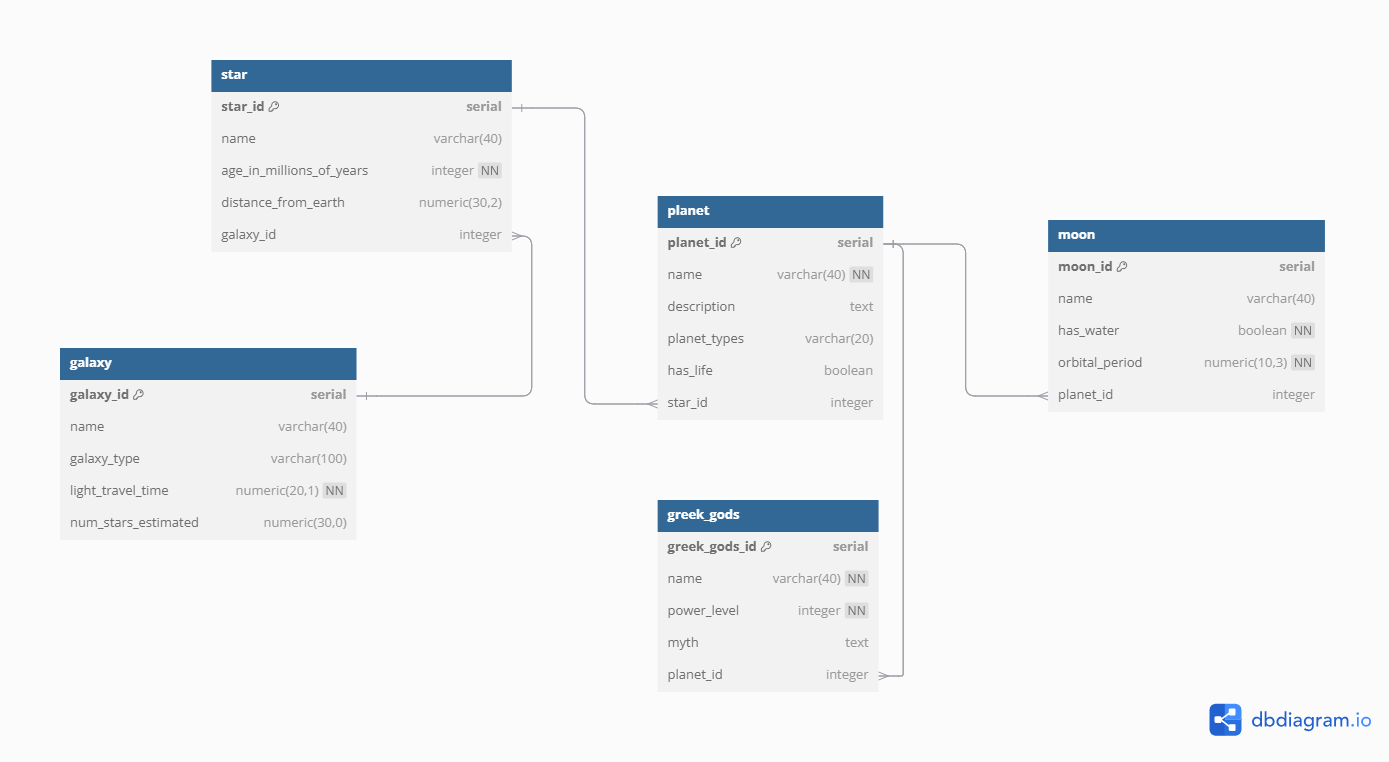 star
star_id serial
name varchar(40)
age_in_millions_of_years integer NN
distance_from_earth numeric(30,2)
galaxy_id integer
galaxy
galaxy_id serial
name varchar(40)
galaxy_type varchar(100)
light_travel_time numeric(20,1) NN
num_stars_estimated numeric(30,0)
planet
planet_id serial
name varchar(40) NN
description text
planet_types varchar(20)
has_life boolean
star_id integer
greek_gods
greek_gods_id serial
name varchar(40) NN
power_level integer NN
myth text
planet_id integer
moon
moon_id serial
name varchar(40)
has_water boolean NN
orbital_period numeric(10,3) NN
planet_id integer
dbdiagram.io